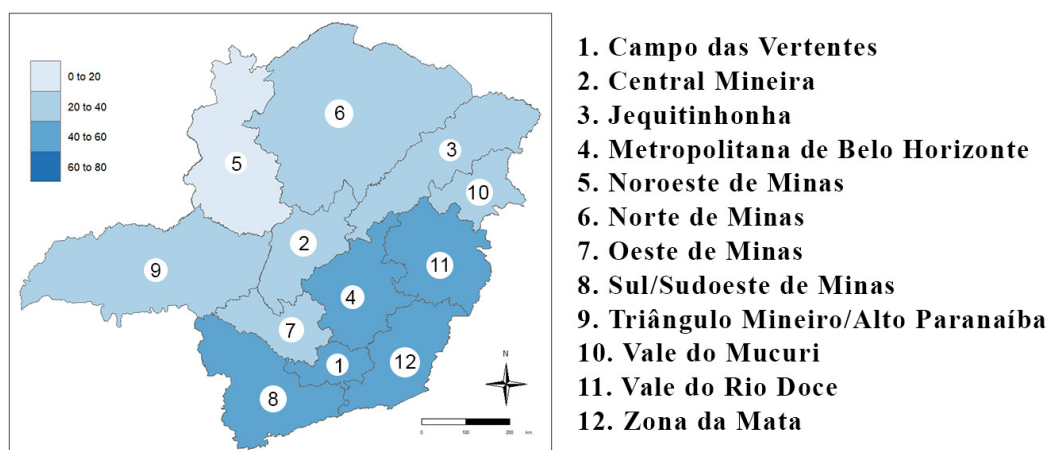 0 to 20
20 to 40
40 to 60
60 to 80
6
3
5
10
2
11
9
4
7
1
12
8
N
0 100 200 km
1. Campo das Vertentes
2. Central Mineira
3. Jequitinhonha
4. Metropolitana de Belo Horizonte
5. Noroeste de Minas
6. Norte de Minas
7. Oeste de Minas
8. Sul/Sudoeste de Minas
9. Triângulo Mineiro/Alto Paranaíba
10. Vale do Mucuri
11. Vale do Rio Doce
12. Zona da Mata